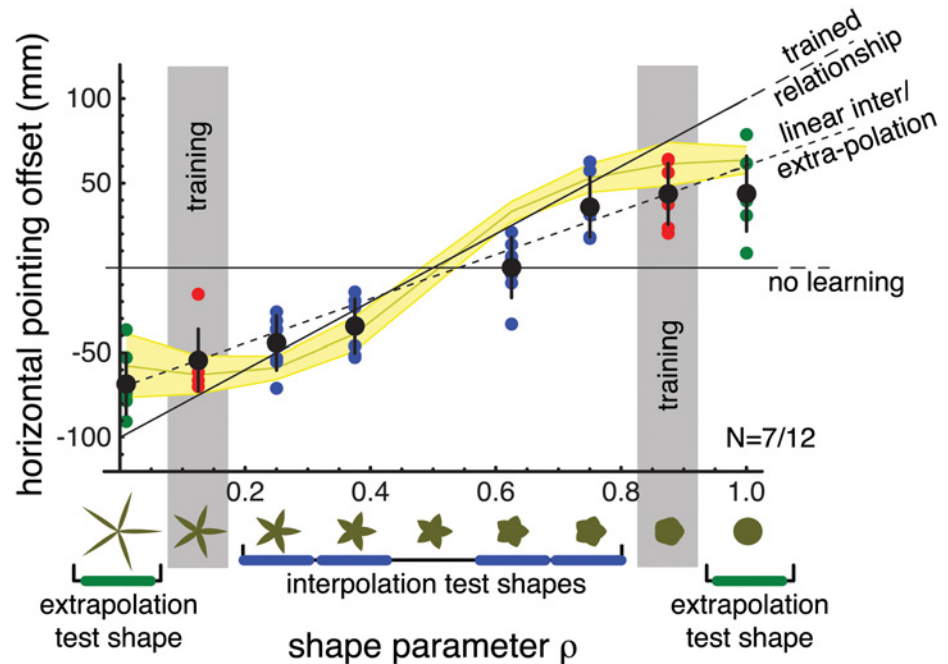 horizontal pointing offset (mm)
100
50
0
-50
-100
training
training
trained
relationship
linear inter/
extra-polation
no learning
N=7/12
0.2
0.4
0.6
0.8
1.0
interpolation test shapes
extrapolation
test shape
extrapolation
test shape
shape parameter ρ